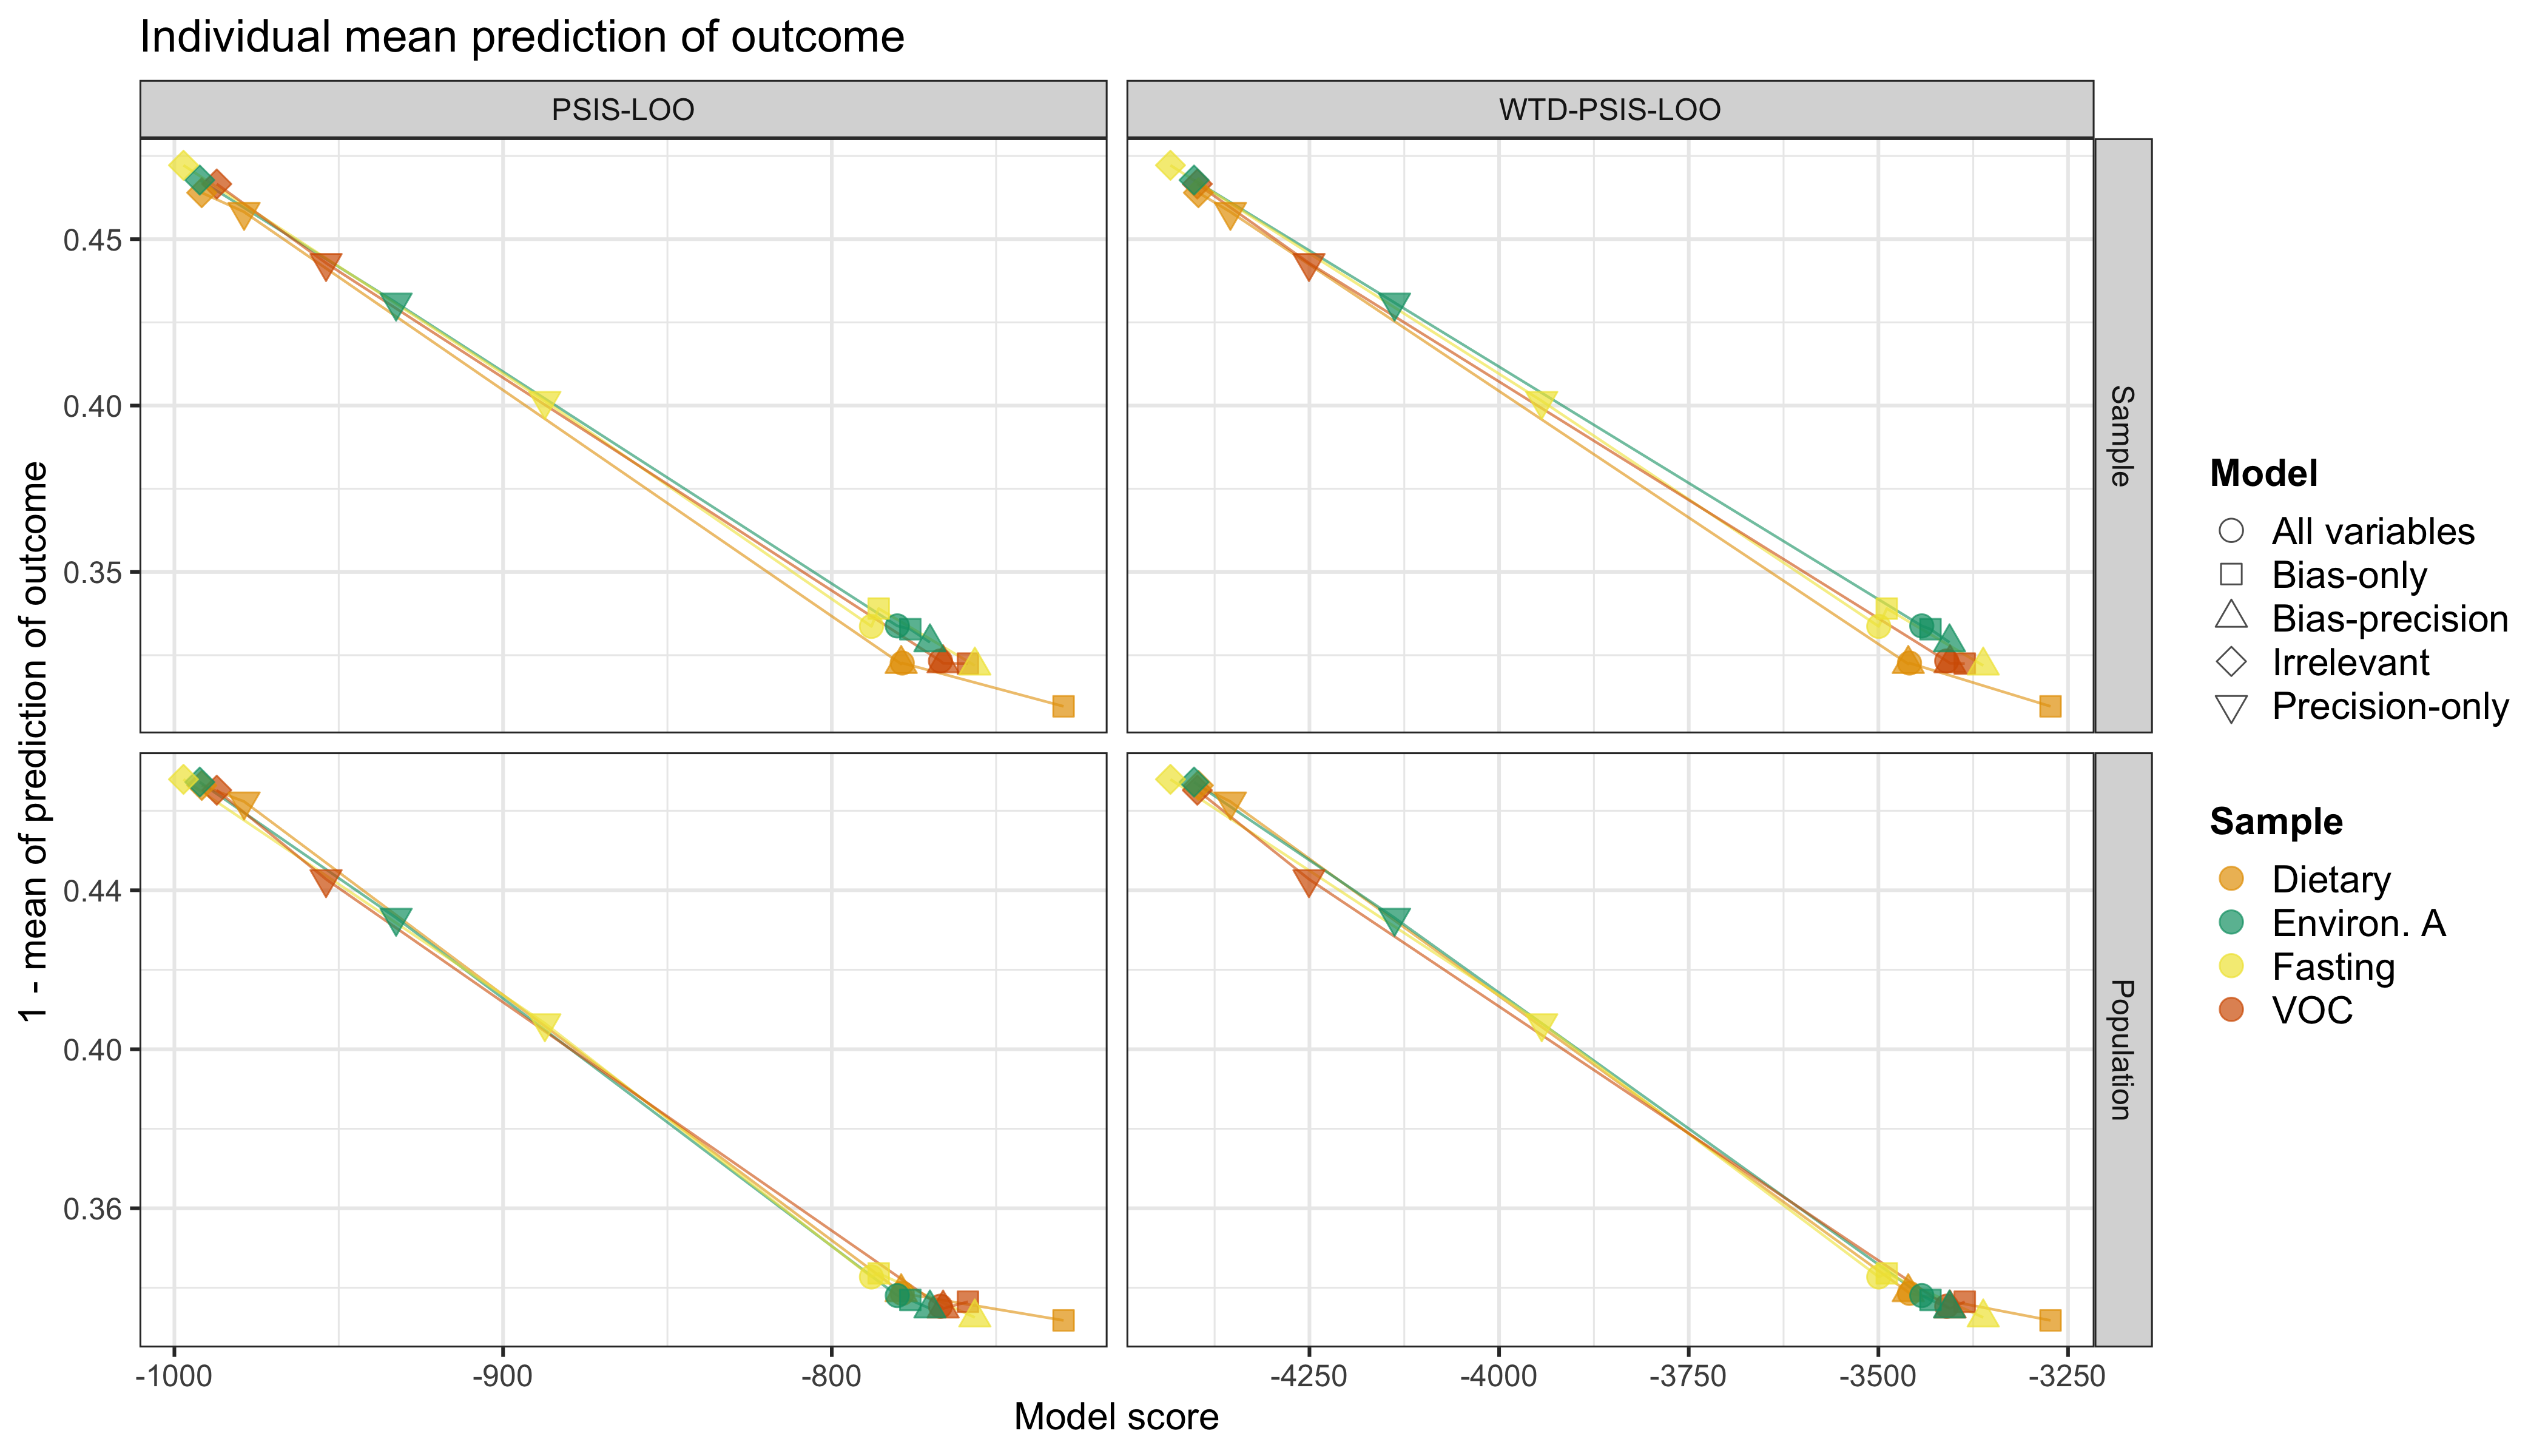 Individual mean prediction of outcome
PSIS-LOO
WTD-PSIS-LOO
1 - mean of prediction of outcome
0.45
0.40
0.35
Sample
0.44
0.40
0.36
Population
-1000
-900
-800
-4250
-4000
-3750
-3500
-3250
Model score
Model
All variables
Bias-only
Bias-precision
Irrelevant
Precision-only
Sample
Dietary
Environ. A
Fasting
VOC